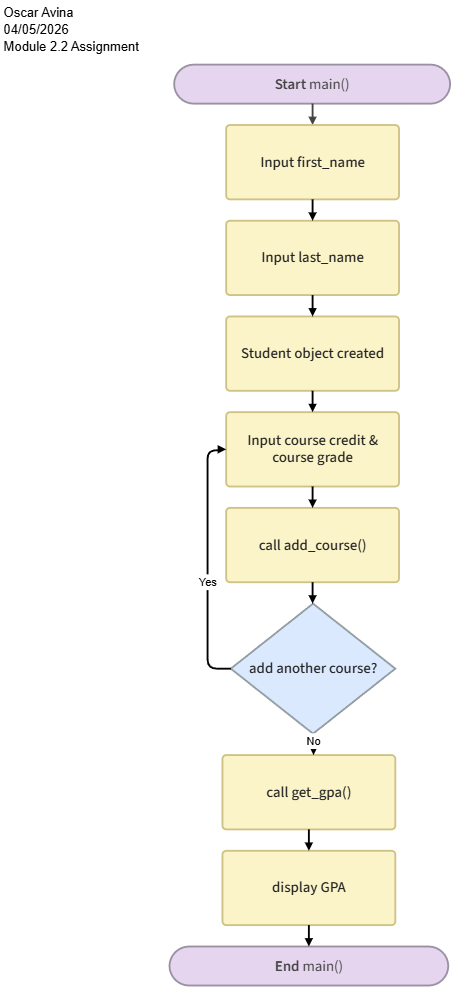 Oscar Avina
04/05/2026
Module 2.2 Assignment
Start main()
Input first_name
Input last_name
Student object created
Input course credit &
course grade
call add_course()
Yes
add another course?
No
call get_gpa()
display GPA
End main()